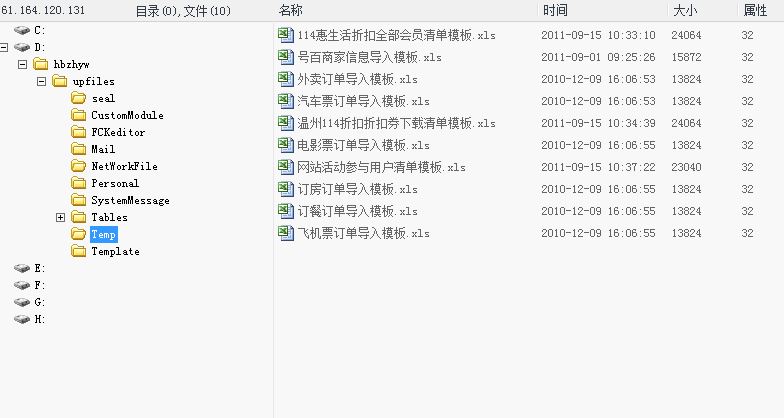 61.164.120.131 目录(0),文件(10) 名称 时间 大小 属性
C:
D:
hbzhyw
upfiles
seal
CustomModule
FCKeditor
Mail
NetWorkFile
Personal
SystemMessage
Tables
Temp
Template
E:
F:
G:
H:
114惠生活折扣全部会员清单模板.xls 2011-09-15 10:33:10 24064 32
号百商家信息导入模板.xls 2011-09-01 09:25:26 15872 32
外卖订单导入模板.xls 2010-12-09 16:06:53 13824 32
汽车票订单导入模板.xls 2010-12-09 16:06:53 13824 32
温州114折扣折扣券下载清单模板.xls 2011-09-15 10:34:39 24064 32
电影票订单导入模板.xls 2010-12-09 16:06:55 13824 32
网站活动参与用户清单模板.xls 2011-09-15 10:37:22 23040 32
订房订单导入模板.xls 2010-12-09 16:06:55 13824 32
订餐订单导入模板.xls 2010-12-09 16:06:55 13824 32
飞机票订单导入模板.xls 2010-12-09 16:06:55 13824 32